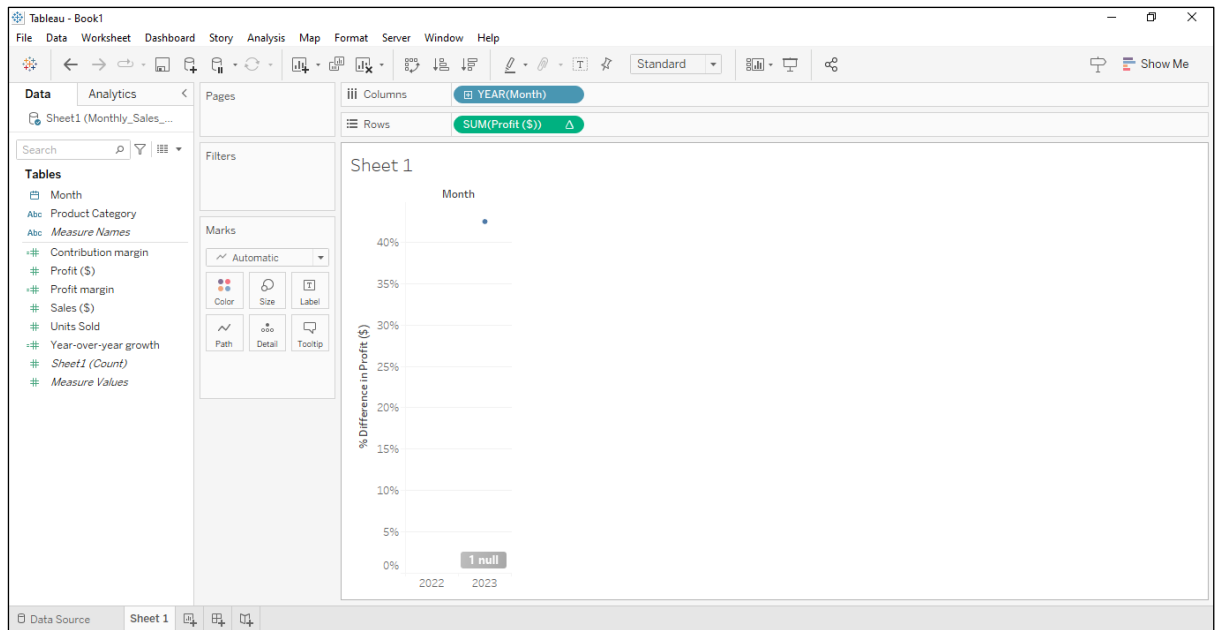 Tableau - Book1
File Data Worksheet Dashboard Story Analysis Map Format Server Window Help
Standard
Show Me
Data Analytics
Sheet1 (Monthly_Sales_...
Search
Tables
Month
Abc Product Category
Abc Measure Names
Contribution margin
Profit ($)
Profit margin
Sales ($)
Units Sold
Year-over-year growth
Sheet1 (Count)
Measure Values
Pages
Filters
Marks
Automatic
Color Size Label
Path Detail Tooltip
Columns YEAR(Month)
Rows SUM(Profit ($)) Δ
Sheet 1
Month
% Difference in Profit ($)
40%
35%
30%
25%
20%
15%
10%
5%
0%
1 null
2022 2023
Data Source Sheet 1